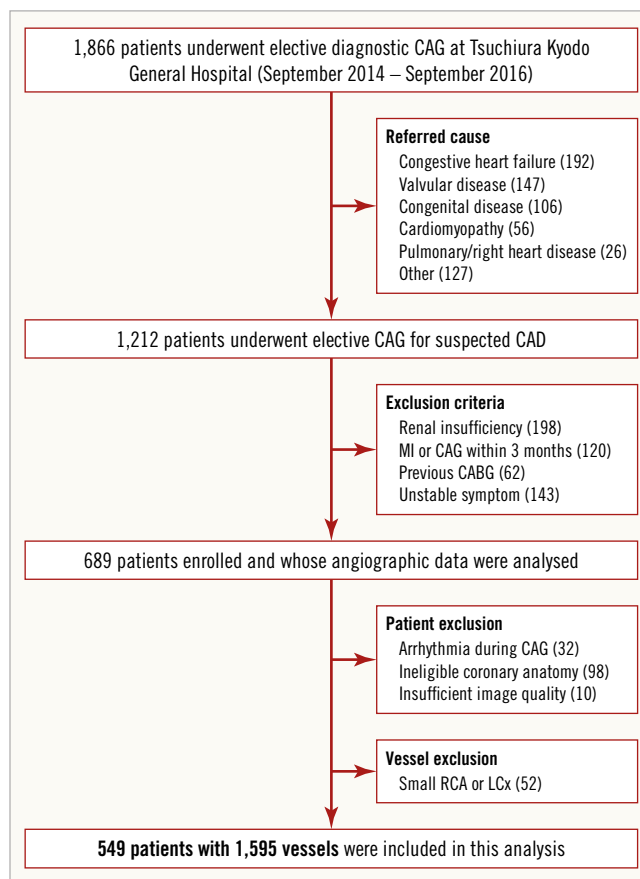 1,866 patients underwent elective diagnostic CAG at Tsuchiura Kyodo
General Hospital (September 2014 – September 2016)
Referred cause
Congestive heart failure (192)
Valvular disease (147)
Congenital disease (106)
Cardiomyopathy (56)
Pulmonary/right heart disease (26)
Other (127)
1,212 patients underwent elective CAG for suspected CAD
Exclusion criteria
Renal insufficiency (198)
MI or CAG within 3 months (120)
Previous CABG (62)
Unstable symptom (143)
689 patients enrolled and whose angiographic data were analysed
Patient exclusion
Arrhythmia during CAG (32)
Ineligible coronary anatomy (98)
Insufficient image quality (10)
Vessel exclusion
Small RCA or LCx (52)
549 patients with 1,595 vessels were included in this analysis